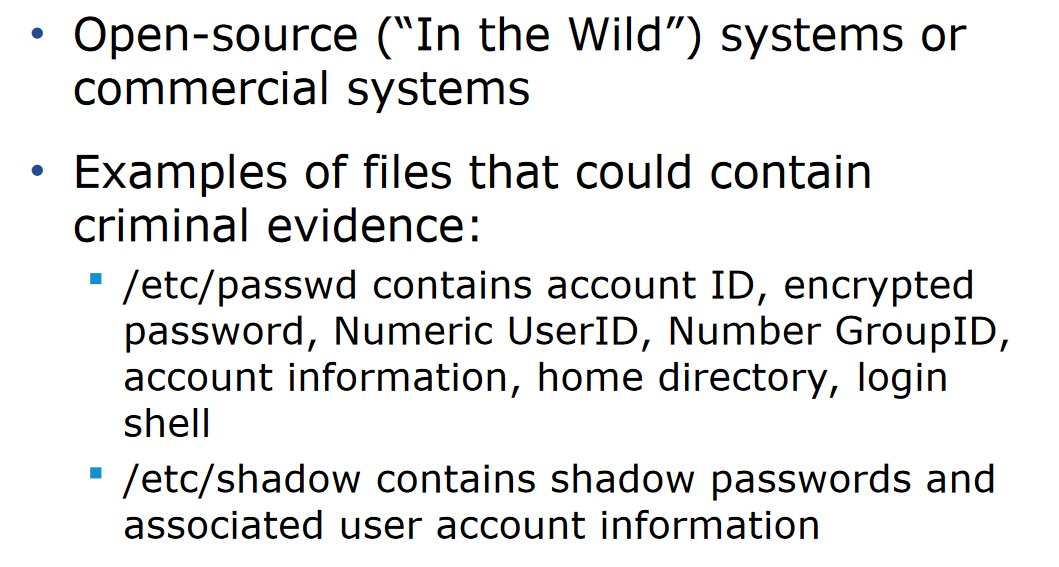 • Open-source (“In the Wild”) systems or
commercial systems
• Examples of files that could contain
criminal evidence:
▪ /etc/passwd contains account ID, encrypted
password, Numeric UserID, Number GroupID,
account information, home directory, login
shell
▪ /etc/shadow contains shadow passwords and
associated user account information